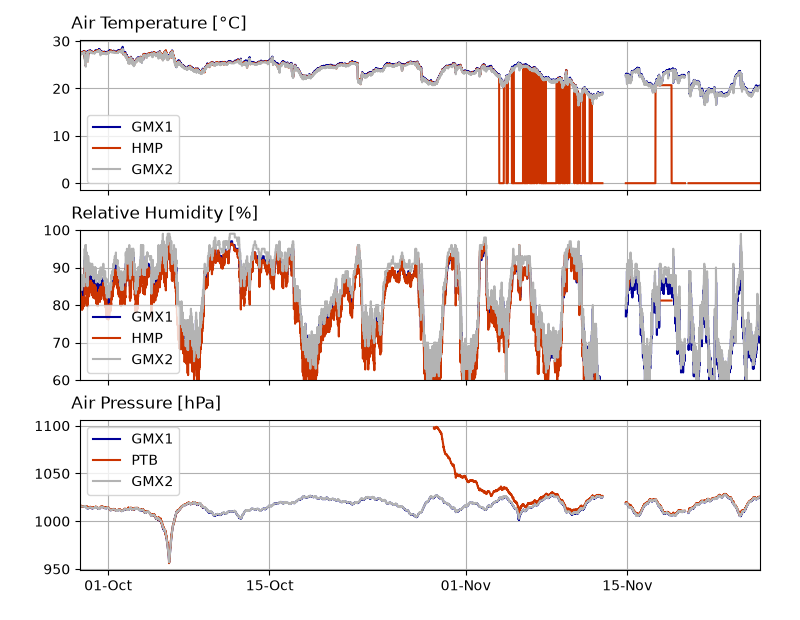 Air Temperature [°C]
30
20
10
0
GMX1
HMP
GMX2
Relative Humidity [%]
100
90
80
70
60
GMX1
HMP
GMX2
Air Pressure [hPa]
1100
1050
1000
950
GMX1
PTB
GMX2
01-Oct 15-Oct 01-Nov 15-Nov